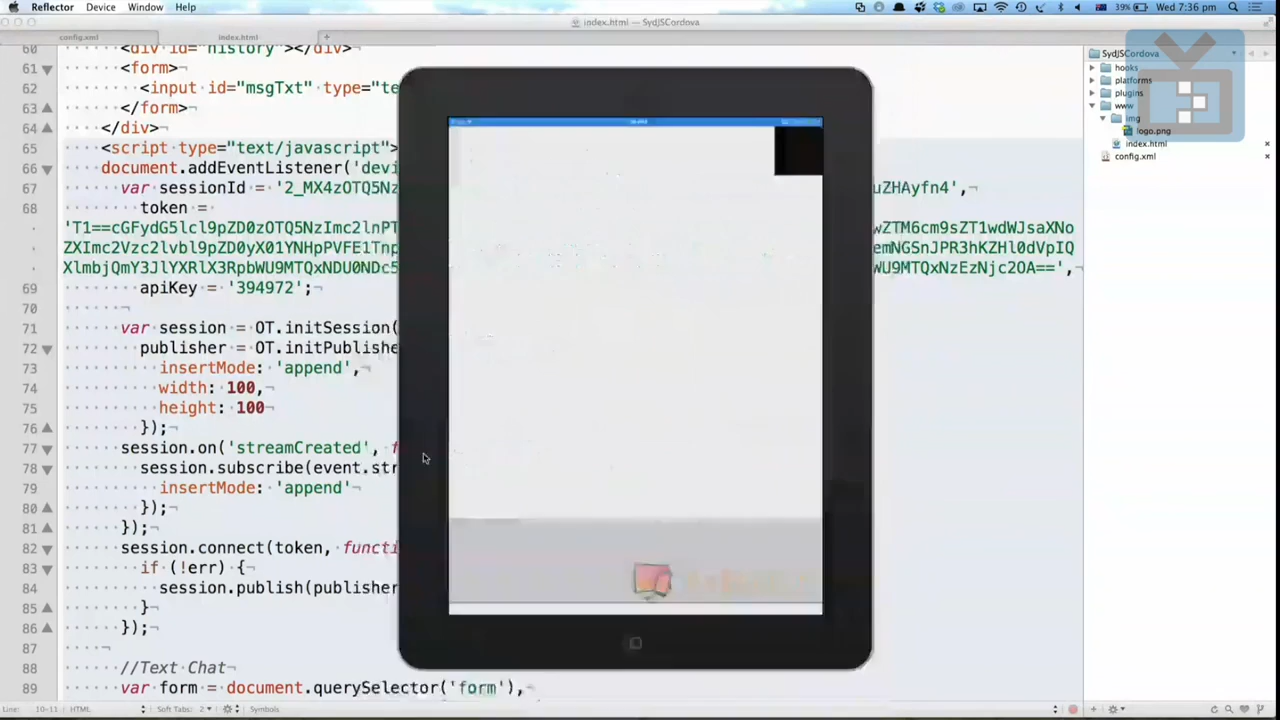 Reflector Device Window Help
39% Wed 7:36 pm
index.html — SydJSCordova
config.xml index.html +
60 <div id="history"></div>
61 <form>
62 <input id="msgTxt" type="te
63 </form>
64 </div>
65 <script type="text/javascript">
66 document.addEventListener('devi
67 var sessionId = '2_MX4zOTQ5Nz uZHAyfn4',
68 token =
wZTM6cm9sZT1wdWJsaXNo
emNGSnJPR3hKZHl0dVpIQ
WU9MTQxNzEzNjc2OA==',
69 apiKey = '394972';
70
71 var session = OT.initSession(
72 publisher = OT.initPublishe
73 insertMode: 'append',
74 width: 100,
75 height: 100
76 });
77 session.on('streamCreated', f
78 session.subscribe(event.str
79 insertMode: 'append'
80 });
81 });
82 session.connect(token, functi
83 if (!err) {
84 session.publish(publisher
85 }
86 });
87
88 //Text Chat
89 var form = document.querySelector('form'),
SydJSCordova
hooks
platforms
plugins
www
img
logo.png
index.html
config.xml
Line: 10-11 HTML Soft Tabs: 2 Symbols